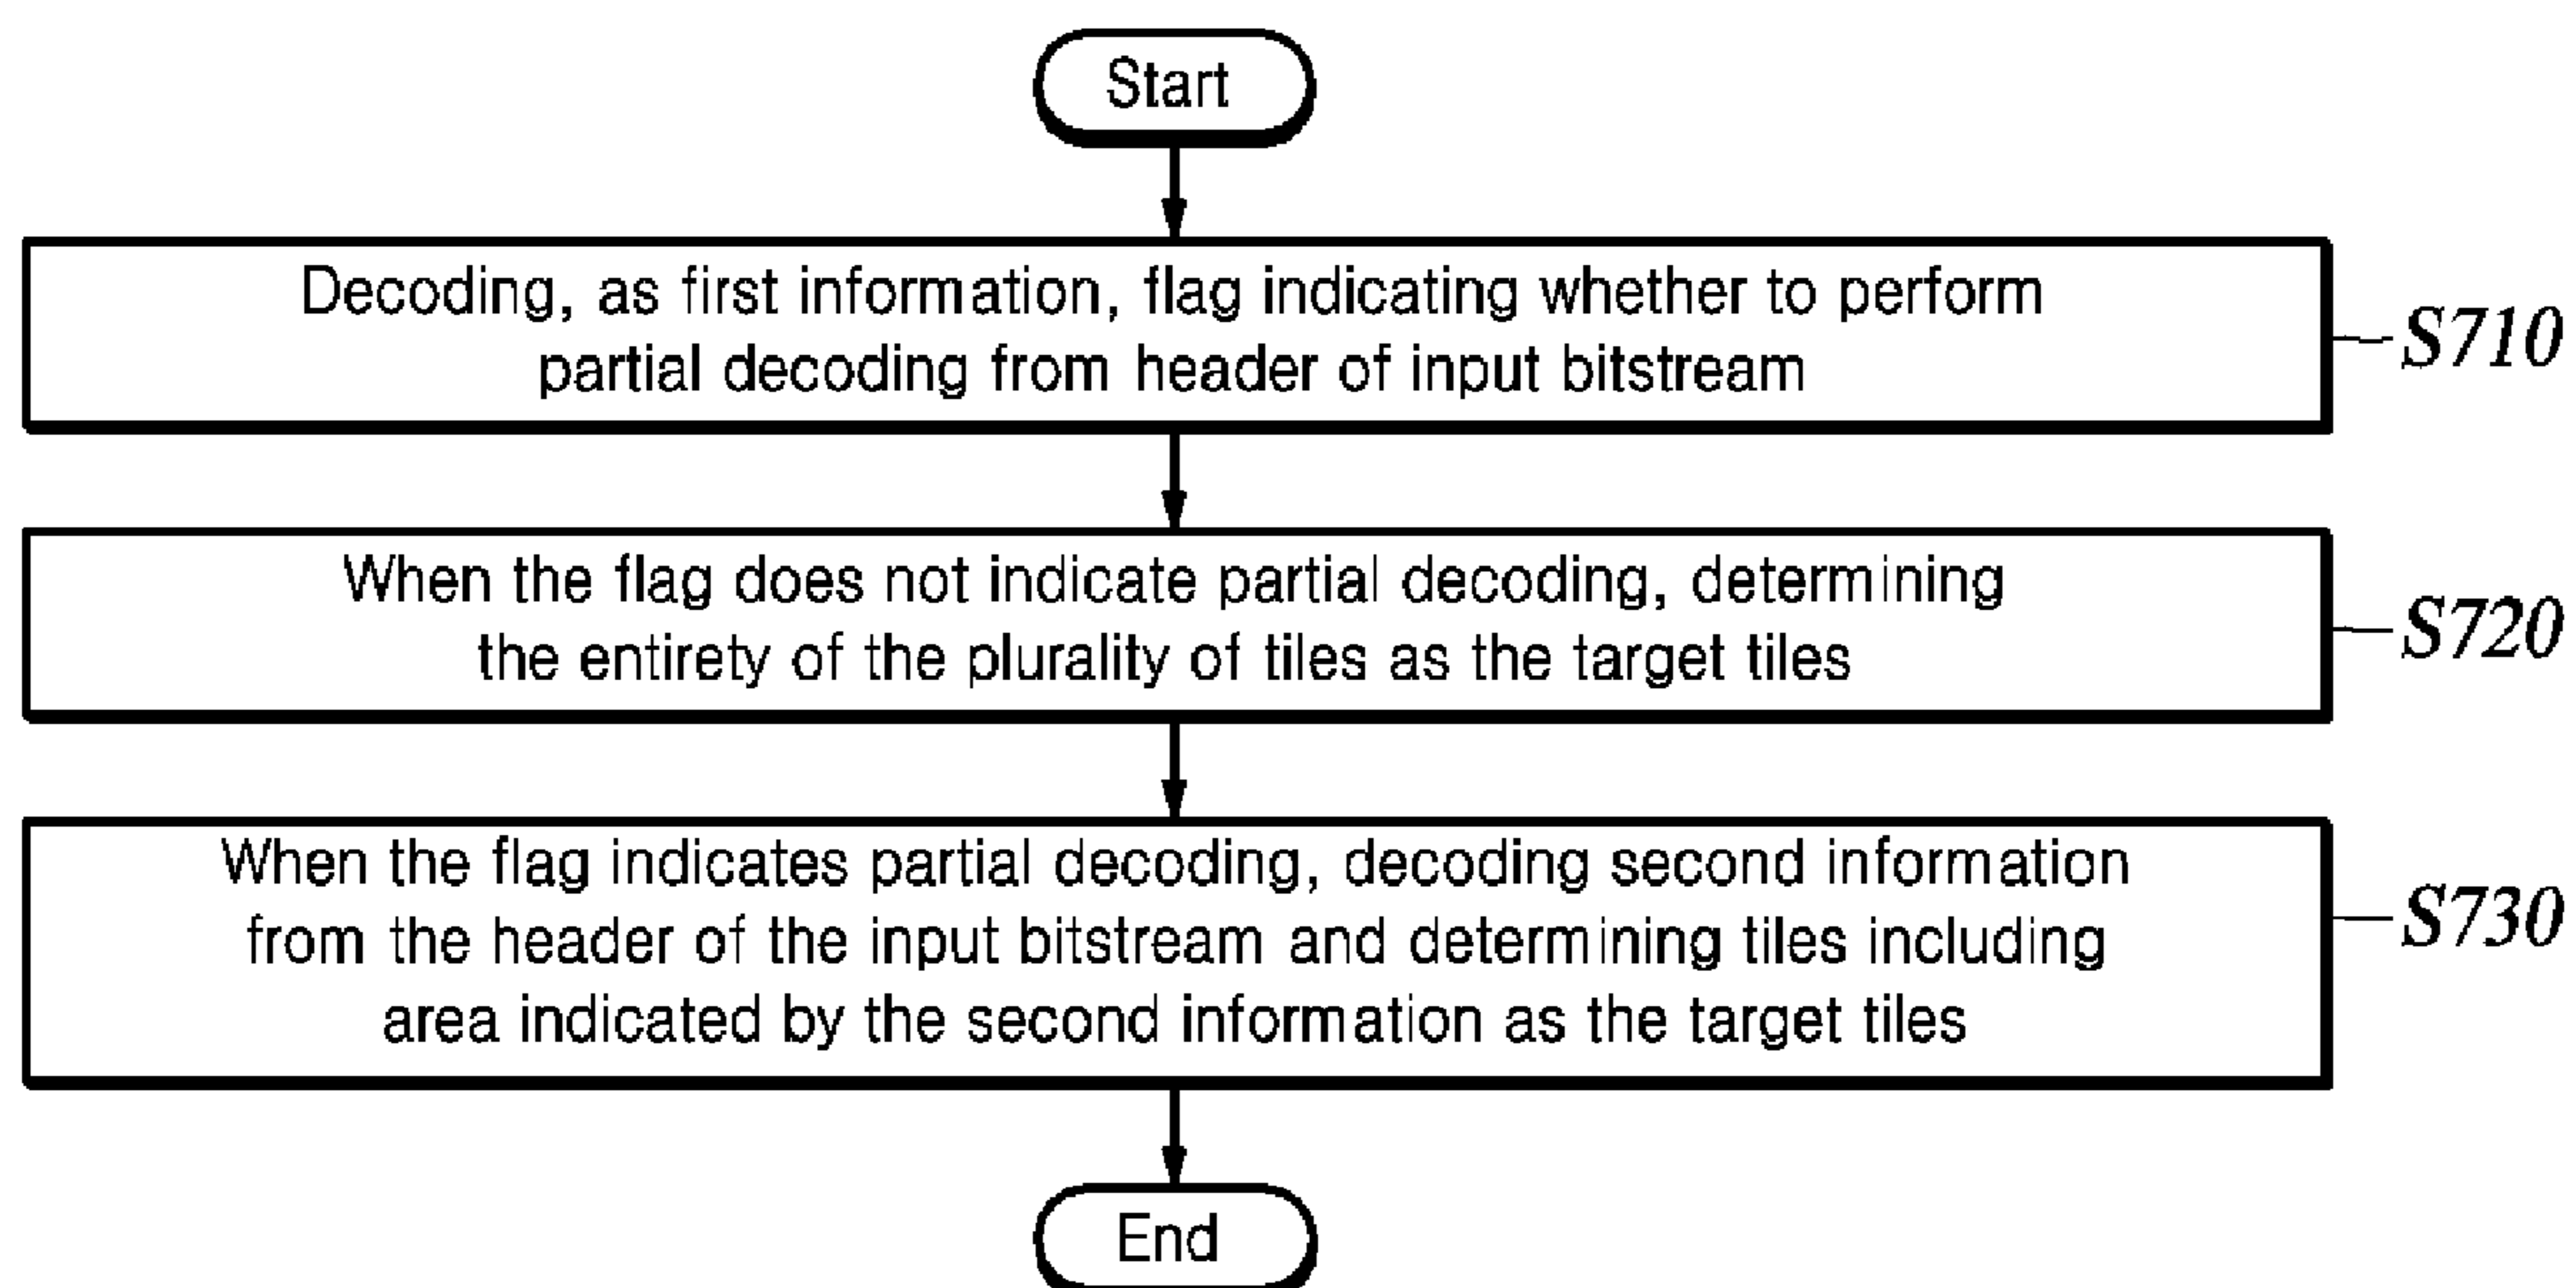 Start
Decoding, as first information, flag indicating whether to perform
partial decoding from header of input bitstream
S710
When the flag does not indicate partial decoding, determining
the entirety of the plurality of tiles as the target tiles
S720
When the flag indicates partial decoding, decoding second information
from the header of the input bitstream and determining tiles including
area indicated by the second information as the target tiles
S730
End